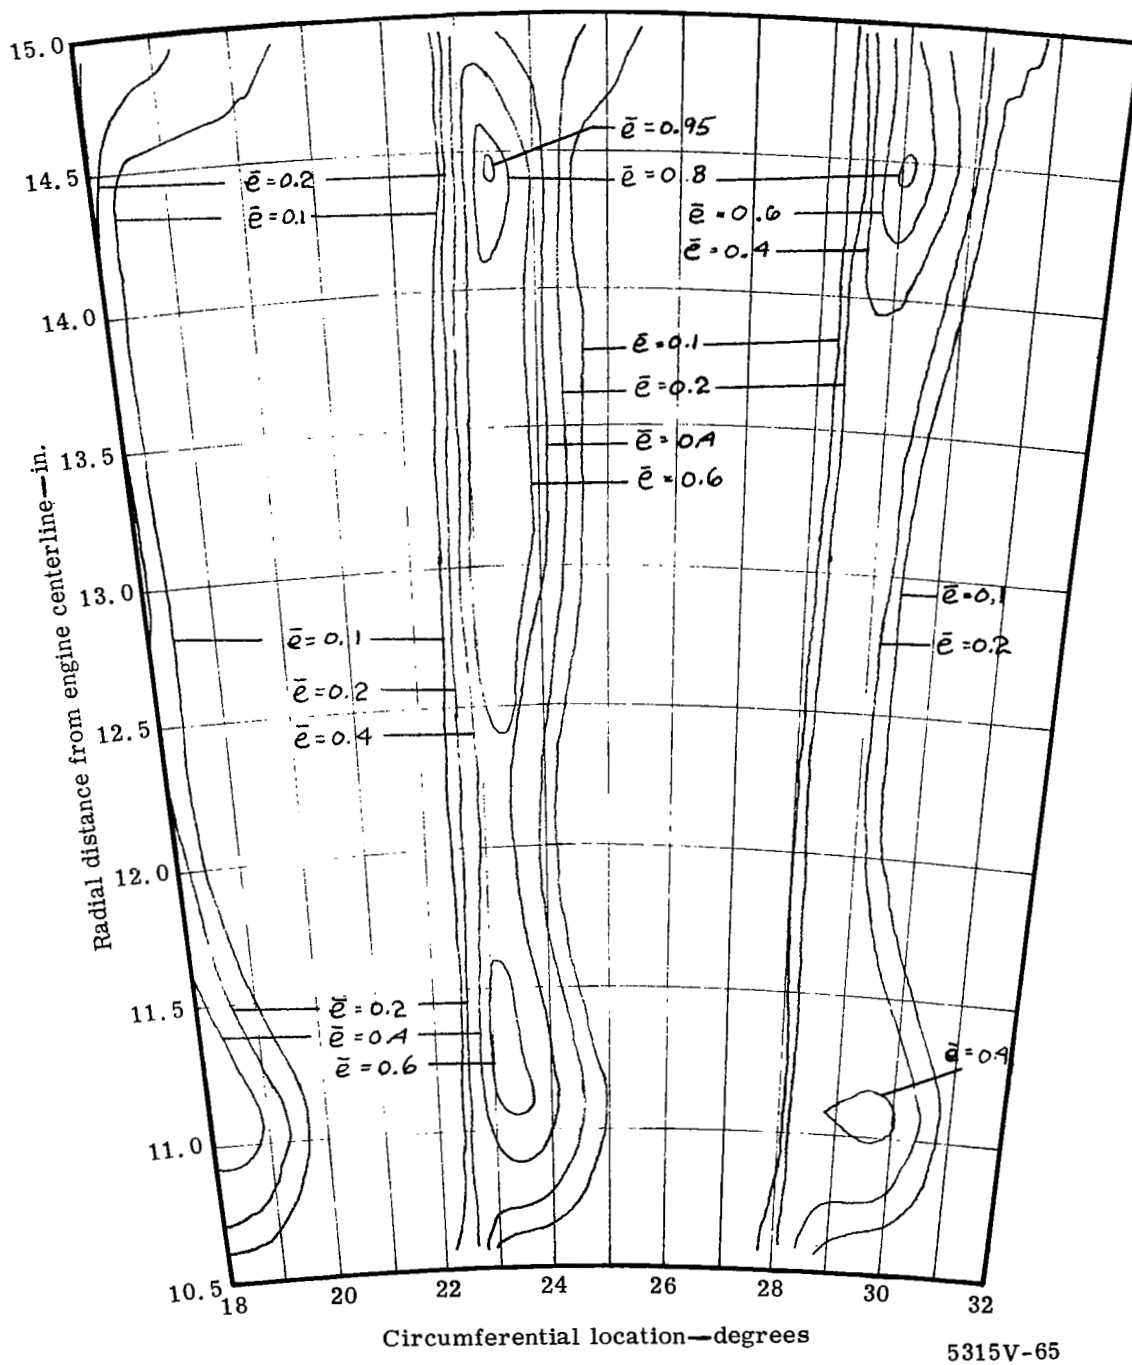 15.0
ē=0.95
14.5
ē=0.2
ē=0.8
ē=0.1
ē=0.6
ē=0.4
14.0
ē=0.1
ē=0.2
ē=0.4
13.5
ē=0.6
Radial distance from engine centerline—in.
13.0
ē=0.1
ē=0.1
ē=0.2
ē=0.2
12.5
ē=0.4
12.0
11.5
ē=0.2
ē=0.4
ē=0.4
ē=0.6
11.0
10.5
18 20 22 24 26 28 30 32
Circumferential location—degrees
5315V-65